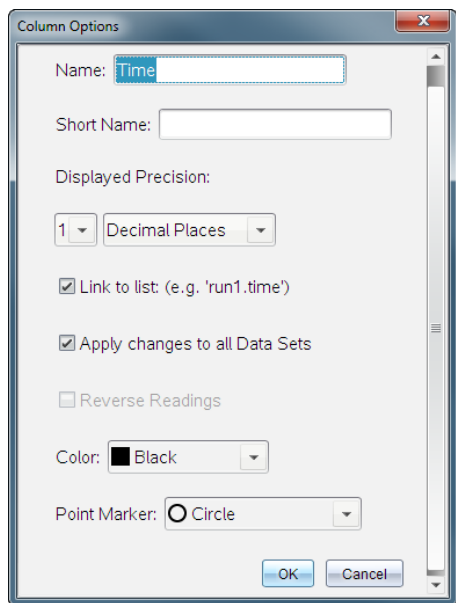 Column Options
Name: Time
Short Name:
Displayed Precision:
1 Decimal Places
Link to list: (e.g. 'run1.time')
Apply changes to all Data Sets
Reverse Readings
Color: Black
Point Marker: Circle
OK Cancel